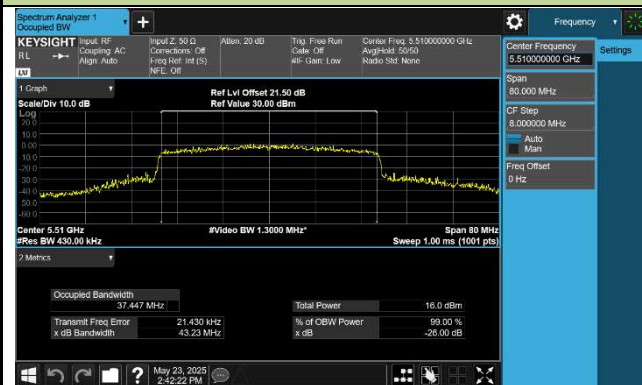 Spectrum Analyzer 1
Occupied BW
Frequency
KEYSIGHT
RL
LXI
Input: RF
Coupling: AC
Align: Auto
Input Z: 50 Ω
Corrections: Off
Freq Ref: Int (S)
NFE: Off
Atten: 20 dB
Trig: Free Run
Gate: Off
#IF Gain: Low
Center Freq: 5.510000000 GHz
Avg|Hold: 50/50
Radio Std: None
Center Frequency
5.510000000 GHz
Settings
Span
80.000 MHz
CF Step
8.000000 MHz
Auto
Man
Freq Offset
0 Hz
1 Graph
Scale/Div 10.0 dB
Ref Lvl Offset 21.50 dB
Ref Value 30.00 dBm
Log
20.0
10.0
0.00
-10.0
-20.0
-30.0
-40.0
-50.0
-60.0
Center 5.51 GHz
#Res BW 430.00 kHz
#Video BW 1.3000 MHz*
Span 80 MHz
Sweep 1.00 ms (1001 pts)
2 Metrics
Occupied Bandwidth
37.447 MHz
Total Power 16.0 dBm
Transmit Freq Error 21.430 kHz
% of OBW Power 99.00 %
x dB Bandwidth 43.23 MHz
x dB -26.00 dB
?
May 23, 2025
2:42:22 PM